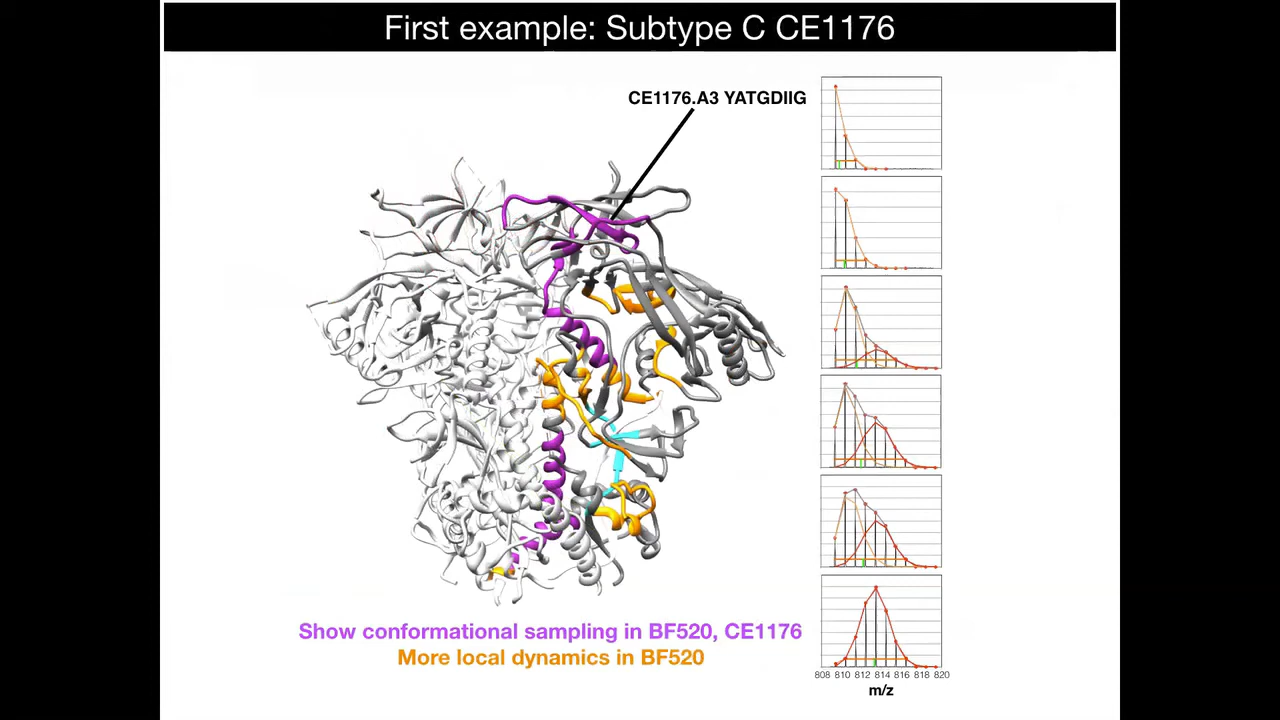 First example: Subtype C CE1176
CE1176.A3 YATGDIIG
Show conformational sampling in BF520, CE1176
More local dynamics in BF520
808 810 812 814 816 818 820
m/z